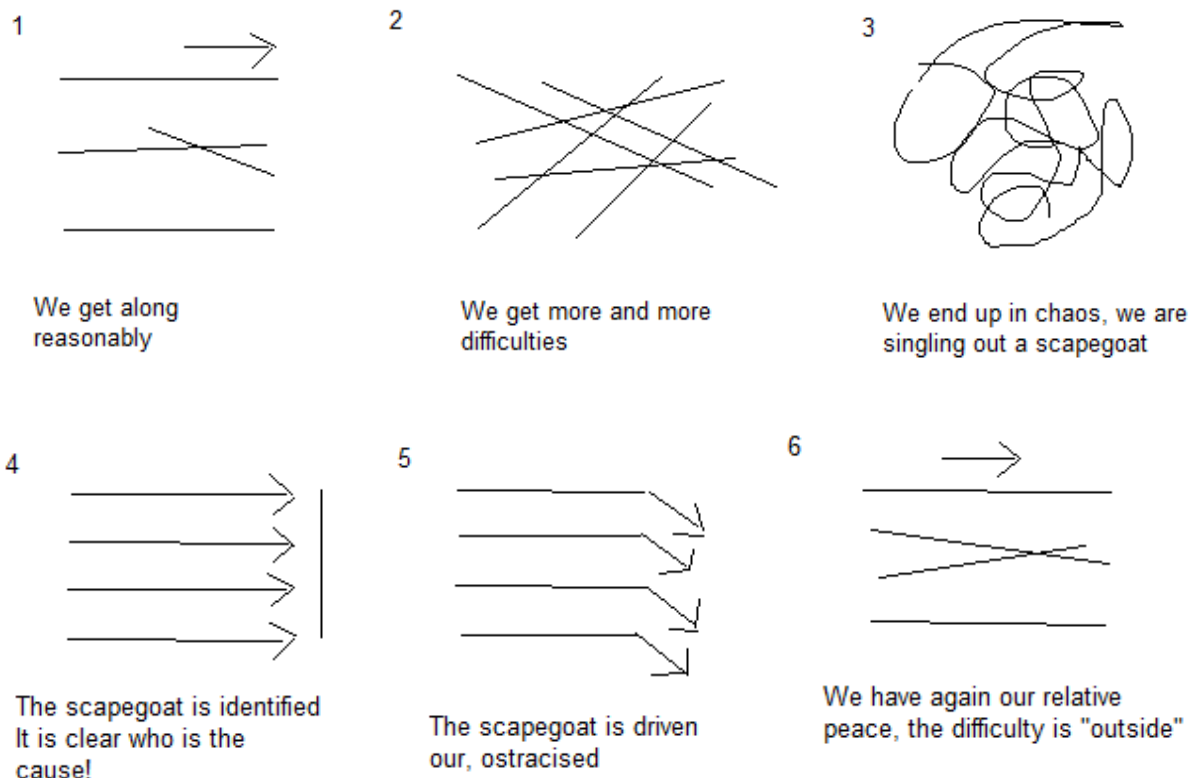 1
2
3
We get along
reasonably
We get more and more
difficulties
We end up in chaos, we are
singling out a scapegoat
4
5
6
The scapegoat is identified
It is clear who is the
cause!
The scapegoat is driven
our, ostracised
We have again our relative
peace, the difficulty is "outside"